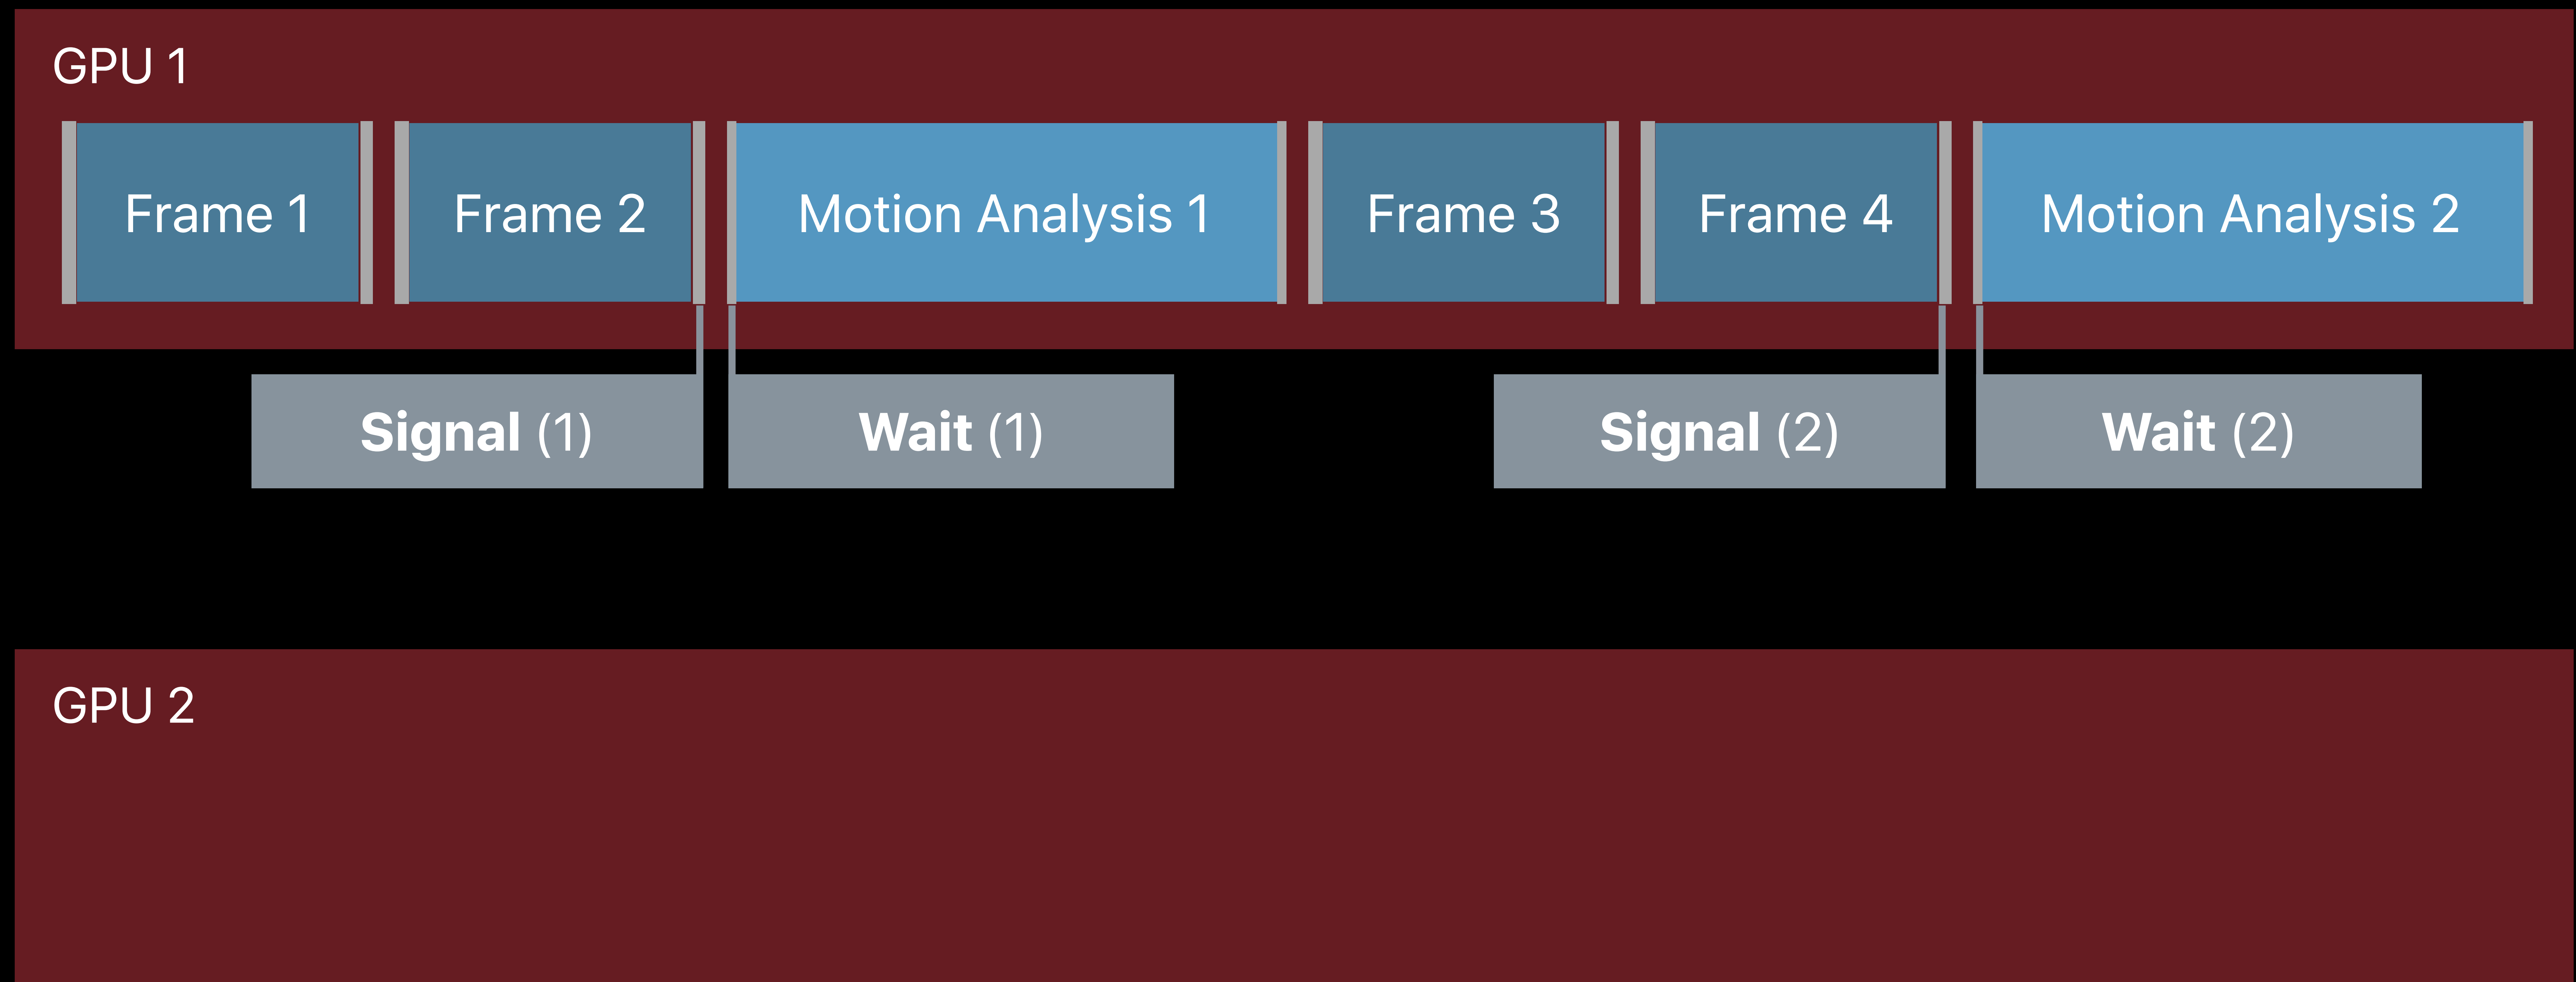 GPU 1
Frame 1
Frame 2
Motion Analysis 1
Frame 3
Frame 4
Motion Analysis 2
Signal (1)
Wait (1)
Signal (2)
Wait (2)
GPU 2